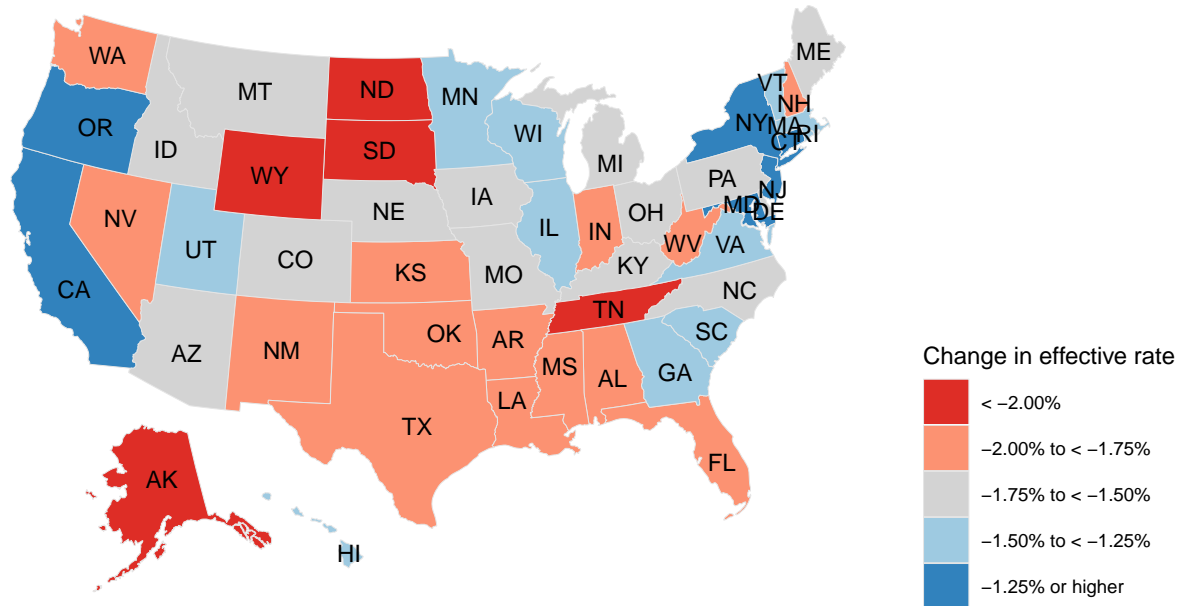 ME
WA
VT
MT
ND
MN
NH
OR
NY
MA
RI
WI
CT
ID
SD
MI
WY
PA
NJ
IA
MD
DE
NE
OH
NV
IL
IN
WV
VA
UT
CO
KS
MO
KY
CA
NC
TN
OK
AR
SC
AZ
NM
MS
AL
GA
LA
TX
FL
AK
HI
Change in effective rate
< −2.00%
−2.00% to < −1.75%
−1.75% to < −1.50%
−1.50% to < −1.25%
−1.25% or higher